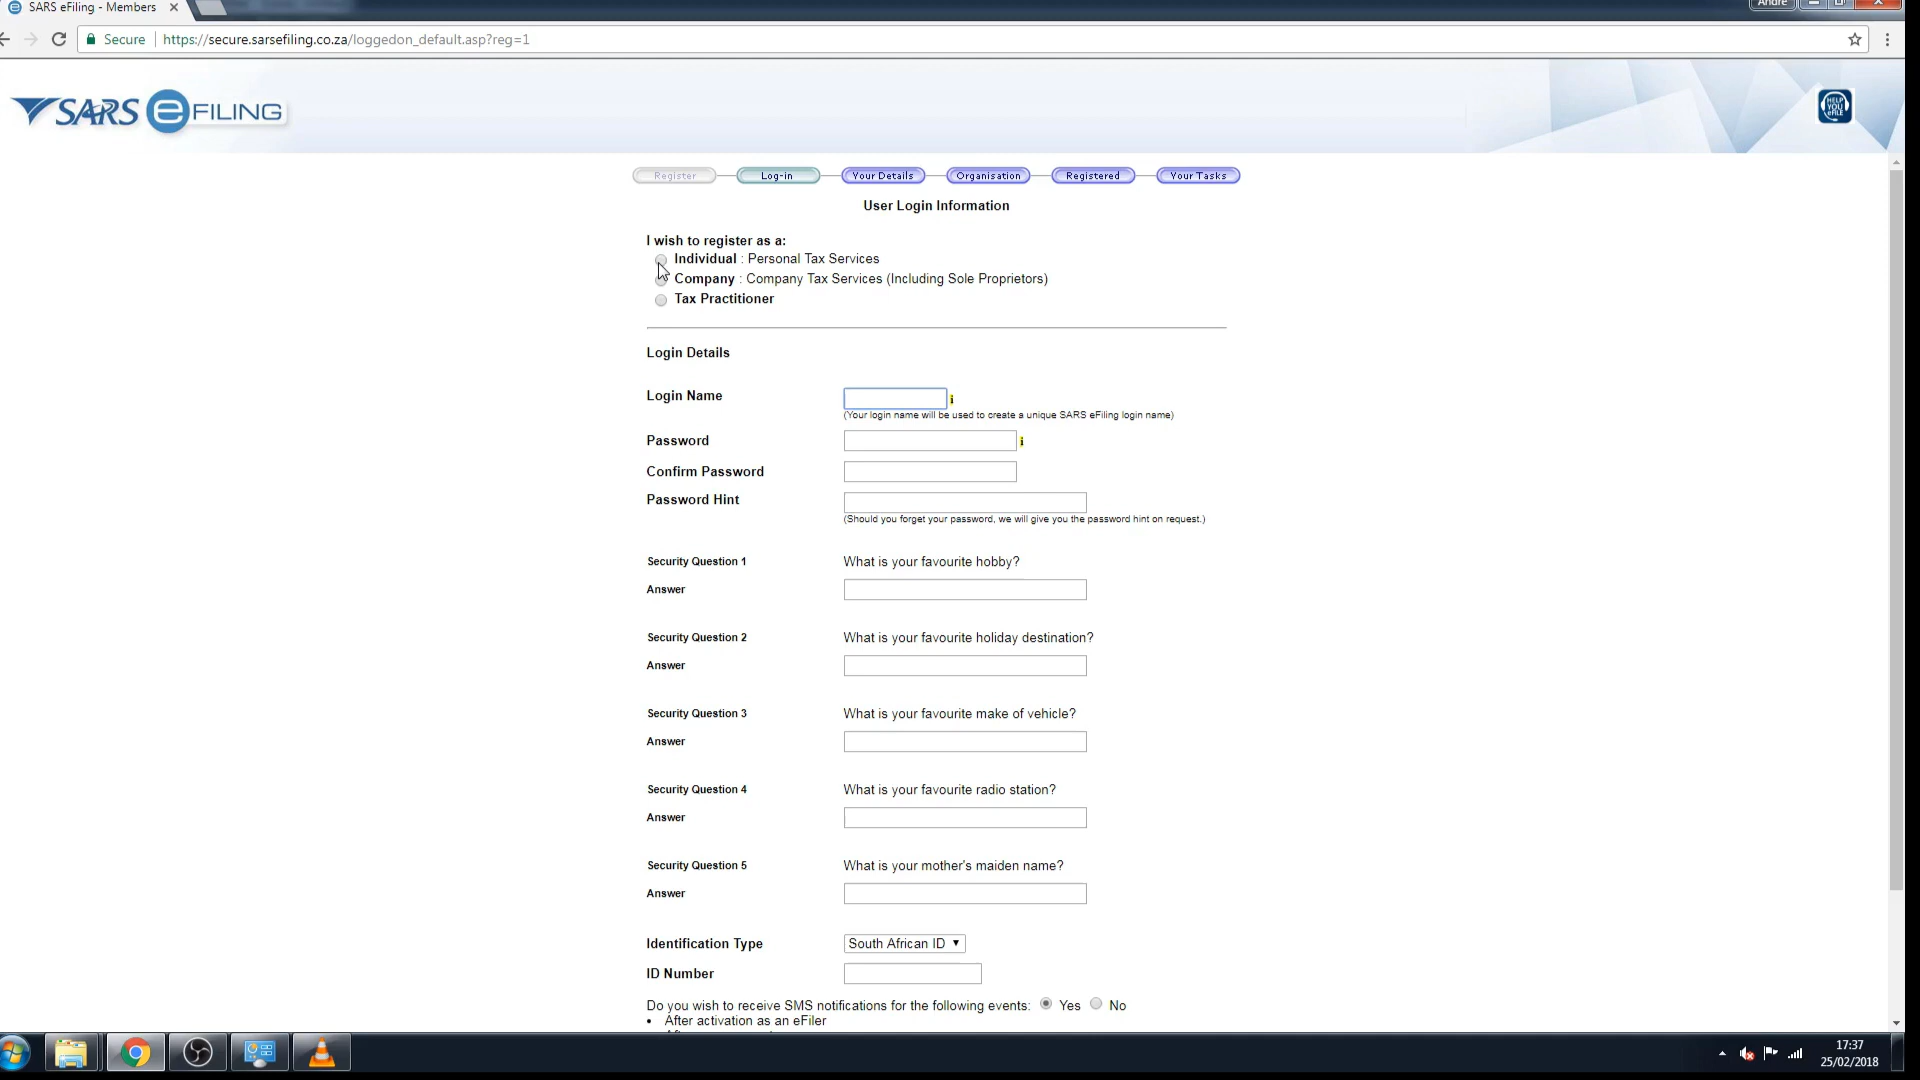 SARS eFiling - Members
Andre
Secure https://secure.sarsefiling.co.za/loggedon_default.asp?reg=1
SARS eFILING
HELP YOU eFILE
Register Log-in Your Details Organisation Registered Your Tasks
User Login Information
I wish to register as a:
Individual : Personal Tax Services
Company : Company Tax Services (Including Sole Proprietors)
Tax Practitioner
Login Details
Login Name i
(Your login name will be used to create a unique SARS eFiling login name)
Password i
Confirm Password
Password Hint
(Should you forget your password, we will give you the password hint on request.)
Security Question 1 What is your favourite hobby?
Answer
Security Question 2 What is your favourite holiday destination?
Answer
Security Question 3 What is your favourite make of vehicle?
Answer
Security Question 4 What is your favourite radio station?
Answer
Security Question 5 What is your mother's maiden name?
Answer
Identification Type South African ID
ID Number
Do you wish to receive SMS notifications for the following events: Yes No
• After activation as an eFiler
17:37
25/02/2018